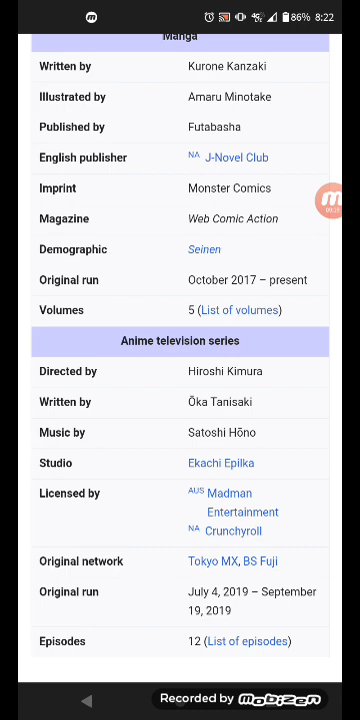 86% 8:22
Manga
Written by Kurone Kanzaki
Illustrated by Amaru Minotake
Published by Futabasha
English publisher NA J-Novel Club
Imprint Monster Comics
Magazine Web Comic Action
Demographic Seinen
Original run October 2017 – present
Volumes 5 (List of volumes)
Anime television series
Directed by Hiroshi Kimura
Written by Ōka Tanisaki
Music by Satoshi Hōno
Studio Ekachi Epilka
Licensed by AUS Madman
Entertainment
NA Crunchyroll
Original network Tokyo MX, BS Fuji
Original run July 4, 2019 – September
19, 2019
Episodes 12 (List of episodes)
Recorded by mobizen